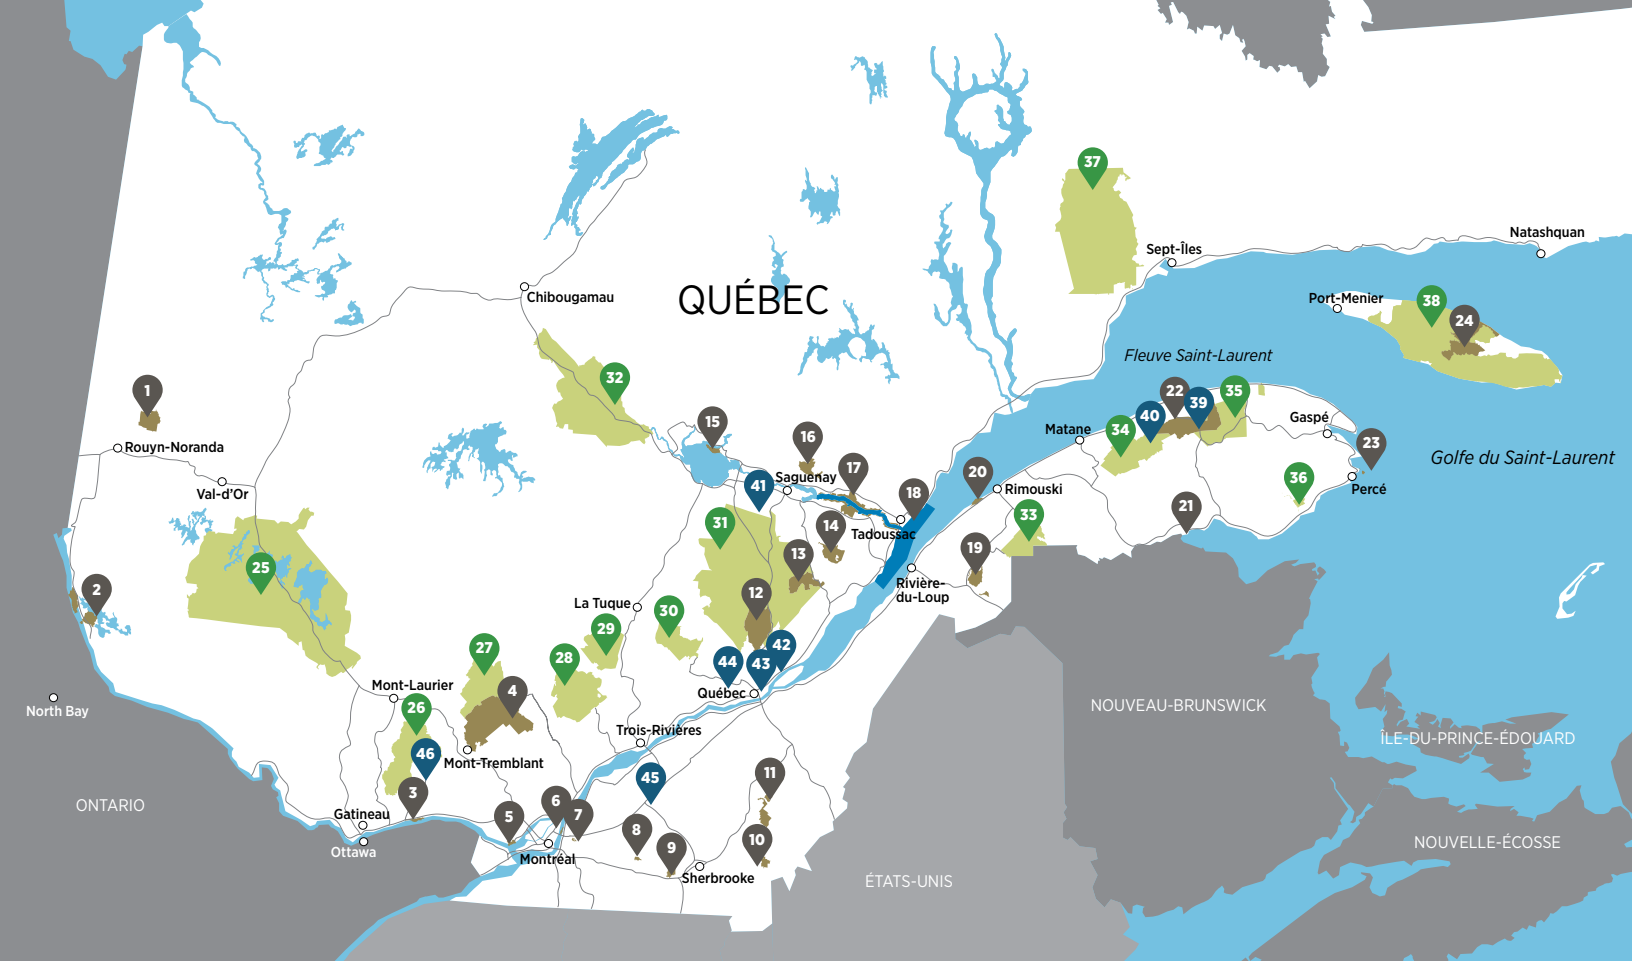 37
Natashquan
Sept-Îles
QUÉBEC
Chibougamau
Port-Menier
38
24
Fleuve Saint-Laurent
32
1
22
39
35
40
34
Matane
Gaspé
15
16
23
Golfe du Saint-Laurent
Rouyn-Noranda
17
20
Saguenay
41
Rimouski
36
Percé
Val-d'Or
18
21
31
14
33
Tadoussac
13
19
25
2
12
Rivière-
du-Loup
La Tuque
30
29
27
28
42
44
43
Mont-Laurier
4
Québec
North Bay
26
NOUVEAU-BRUNSWICK
Trois-Rivières
ÎLE-DU-PRINCE-ÉDOUARD
46
Mont-Tremblant
45
11
3
ONTARIO
6
7
Gatineau
5
8
10
NOUVELLE-ÉCOSSE
Ottawa
9
Montréal
Sherbrooke
ÉTATS-UNIS